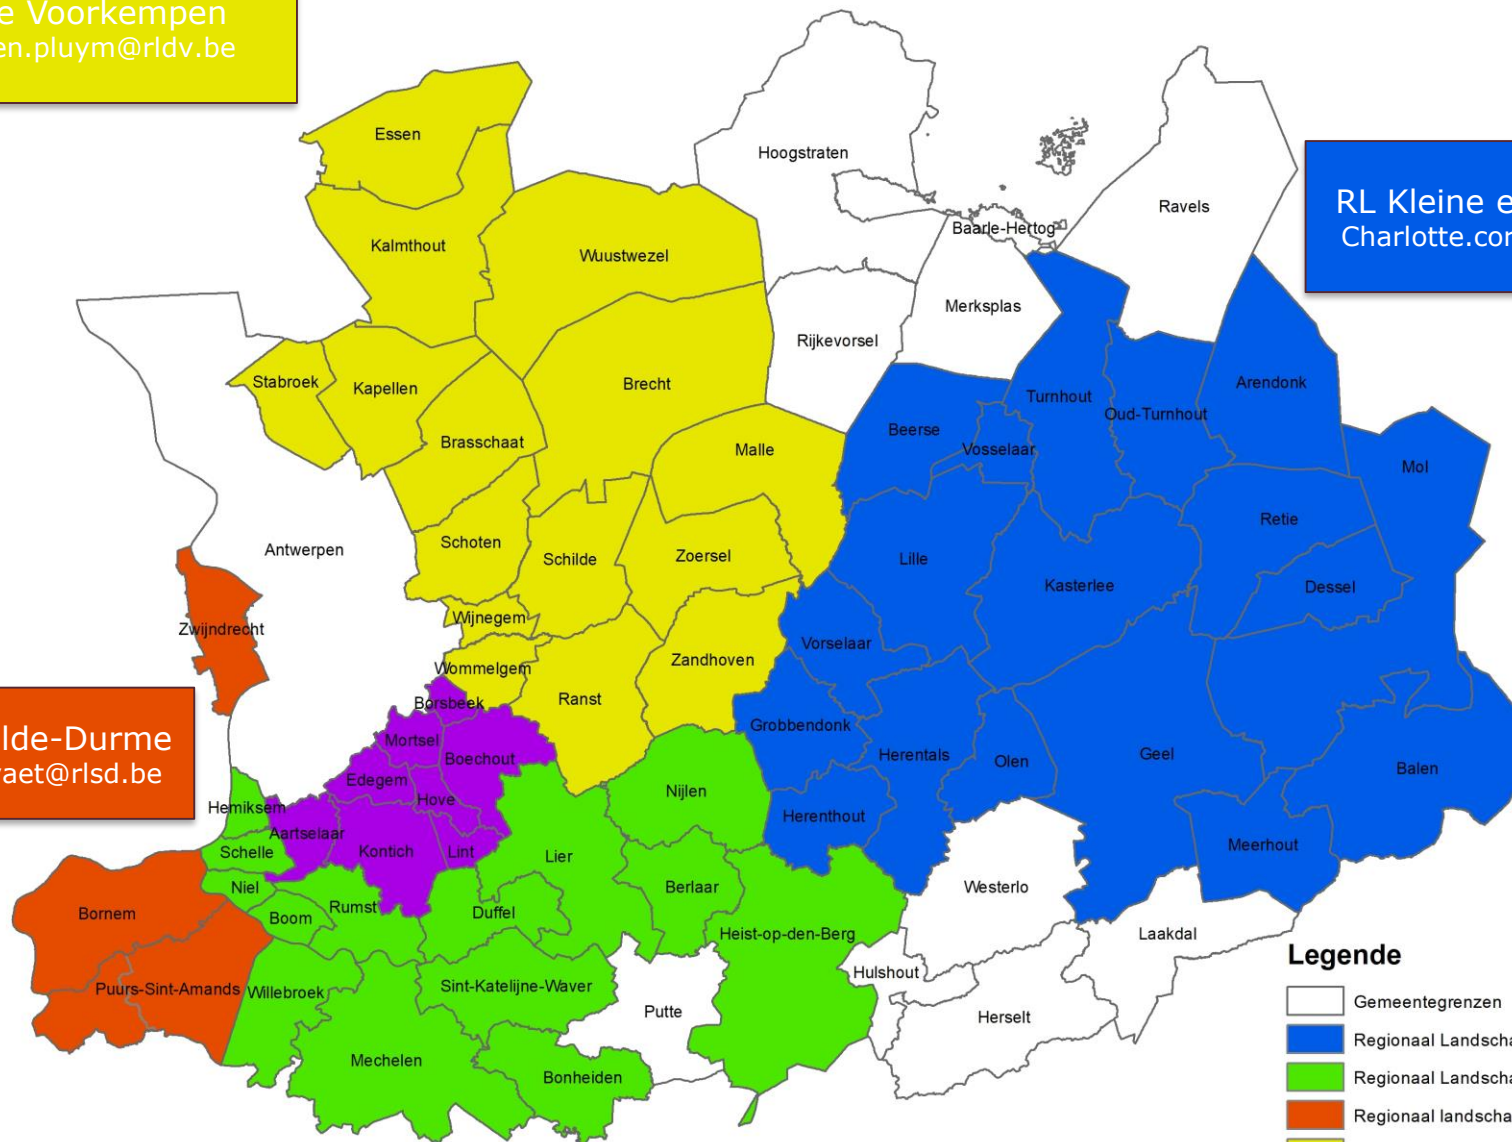 Voorkempen
en.pluym@rldv.be
RL Kleine e
Charlotte.cor
lde-Durme
aet@rlsd.be
Essen
Hoogstraten
Ravels
Kalmthout
Wuustwezel
Baarle-Hertog
Merksplas
Rijkevorsel
Stabroek
Kapellen
Brecht
Turnhout
Arendonk
Oud-Turnhout
Brasschaat
Beerse
Vosselaar
Malle
Mol
Retie
Schoten
Antwerpen
Schilde
Zoersel
Lille
Kasterlee
Dessel
Wijnegem
Zwijndrecht
Vorselaar
Wommelgem
Zandhoven
Borsbeek
Ranst
Grobbendonk
Mortsel
Boechout
Herentals
Olen
Geel
Balen
Edegem
Hove
Nijlen
Hemiksem
Herenthout
Aartselaar
Kontich
Lint
Lier
Meerhout
Schelle
Niel
Berlaar
Westerlo
Rumst
Boom
Duffel
Bornem
Heist-op-den-Berg
Laakdal
Hulshout
Puurs-Sint-Amands
Willebroek
Sint-Katelijne-Waver
Putte
Herselt
Mechelen
Bonheiden
Legende
Gemeentegrenzen
Regionaal Landscha
Regionaal Landscha
Regionaal landscha